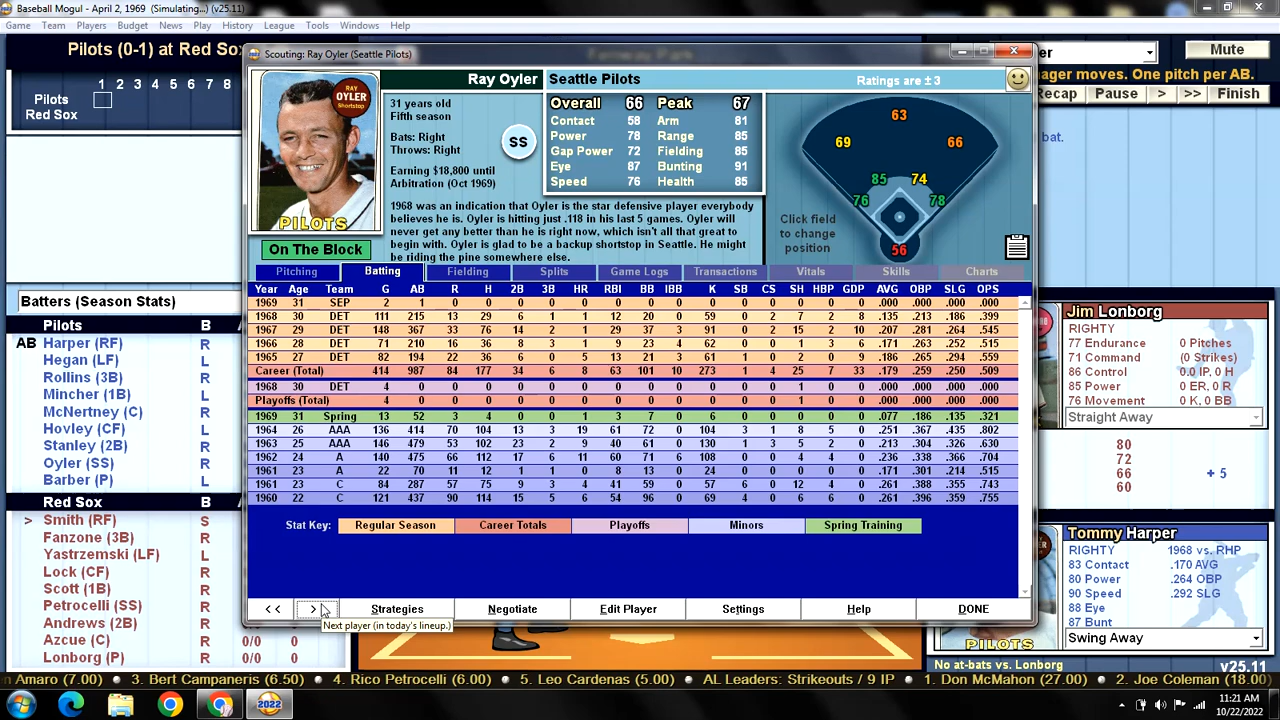 Baseball Mogul - April 2, 1969 (Simulating...) (v25.11)
Game Team Players Budget News Play History League Tools Windows Help
Pilots (0-1) at Red So
1 2 3 4 5 6 7 8
Pilots
Red Sox
Batters (Season Stats)
Pilots B
AB Harper (RF) R
Hegan (LF) L
Rollins (3B) R
Mincher (1B) L
McNertney (C) R
Hovley (CF) L
Stanley (2B) R
Oyler (SS) R
Barber (P) L
Red Sox B
> Smith (RF) S
Fanzone (3B) R
Yastrzemski (LF) L
Lock (CF) R
Scott (1B) R
Petrocelli (SS) R
Andrews (2B) R
Azcue (C) R 0/0 0
Lonborg (P) R 0/0 0
Scouting: Ray Oyler (Seattle Pilots)
RAY
OYLER
Shortstop
PILOTS
On The Block
Ray Oyler
31 years old
Fifth season
Bats: Right
Throws: Right
Earning $18,800 until
Arbitration (Oct 1969)
SS
Seattle Pilots
Overall 66 Peak 67
Contact 58 Arm 81
Power 78 Range 85
Gap Power 72 Fielding 85
Eye 87 Bunting 91
Speed 76 Health 85
Ratings are ± 3
63
69 66
85 74
76 78
56
Click field
to change
position
1968 was an indication that Oyler is the star defensive player everybody
believes he is. Oyler is hitting just .118 in his last 5 games. Oyler will
never get any better than he is right now, which isn't all that great to
begin with. Oyler is glad to be a backup shortstop in Seattle. He might
be riding the pine somewhere else.
Pitching Batting Fielding Splits Game Logs Transactions Vitals Skills Charts
Year Age Team G AB R H 2B 3B HR RBI BB IBB K SB CS SH HBP GDP AVG OBP SLG OPS
1969 31 SEP 2 1 0 0 0 0 0 0 0 0 0 0 0 0 0 0 .000 .000 .000 .000
1968 30 DET 111 215 13 29 6 1 1 12 20 0 59 0 2 7 2 8 .135 .213 .186 .399
1967 29 DET 148 367 33 76 14 2 1 29 37 3 91 0 2 15 2 10 .207 .281 .264 .545
1966 28 DET 71 210 16 36 8 3 1 9 23 4 62 0 0 1 3 6 .171 .263 .252 .515
1965 27 DET 82 194 22 36 6 0 5 13 21 3 61 1 0 2 0 9 .186 .265 .294 .559
Career (Total) 414 987 84 177 34 6 8 63 101 10 273 1 4 25 7 33 .179 .259 .250 .509
1968 30 DET 4 0 0 0 0 0 0 0 0 0 0 0 0 1 0 0 .000 .000 .000 .000
Playoffs (Total) 4 0 0 0 0 0 0 0 0 0 0 0 0 1 0 0 .000 .000 .000 .000
1969 31 Spring 13 52 3 4 0 0 1 3 7 0 6 0 0 0 0 0 .077 .186 .135 .321
1964 26 AAA 136 414 70 104 13 3 19 61 72 0 104 3 1 8 5 0 .251 .367 .435 .802
1963 25 AAA 146 479 53 102 23 2 9 40 61 0 130 1 3 5 2 0 .213 .304 .326 .630
1962 24 A 140 475 66 112 17 6 11 60 71 6 108 0 0 4 4 0 .236 .338 .366 .704
1961 23 A 22 70 11 12 1 1 0 8 13 0 24 0 0 0 0 0 .171 .301 .214 .515
1961 23 C 84 287 57 75 9 3 4 41 59 0 57 6 0 12 4 0 .261 .388 .355 .743
1960 22 C 121 437 90 114 15 5 6 54 96 0 69 4 0 6 6 0 .261 .396 .359 .755
Stat Key: Regular Season Career Totals Playoffs Minors Spring Training
<< > Strategies Negotiate Edit Player Settings Help DONE
Next player (in today's lineup.)
Mute
nager moves. One pitch per AB.
Recap Pause > >> Finish
bat.
Jim Lonborg
RIGHTY
77 Endurance 0 Pitches
71 Command (0 Strikes)
86 Control 0.0 IP, 0 H
85 Power 0 ER, 0 R
76 Movement 0 K, 0 BB
Straight Away
80
72
66 + 5
60
Tommy Harper
RIGHTY 1968 vs. RHP
83 Contact .170 AVG
80 Power .264 OBP
90 Speed .292 SLG
88 Eye
87 Bunt
PILOTS
Swing Away
No at-bats vs. Lonborg v25.11
n Amaro (7.00) 3. Bert Campaneris (6.50) 4. Rico Petrocelli (6.00) 5. Leo Cardenas (5.00) AL Leaders: Strikeouts / 9 IP 1. Don McMahon (27.00) 2. Joe Coleman (18.00)
2022
11:21 AM
10/22/2022